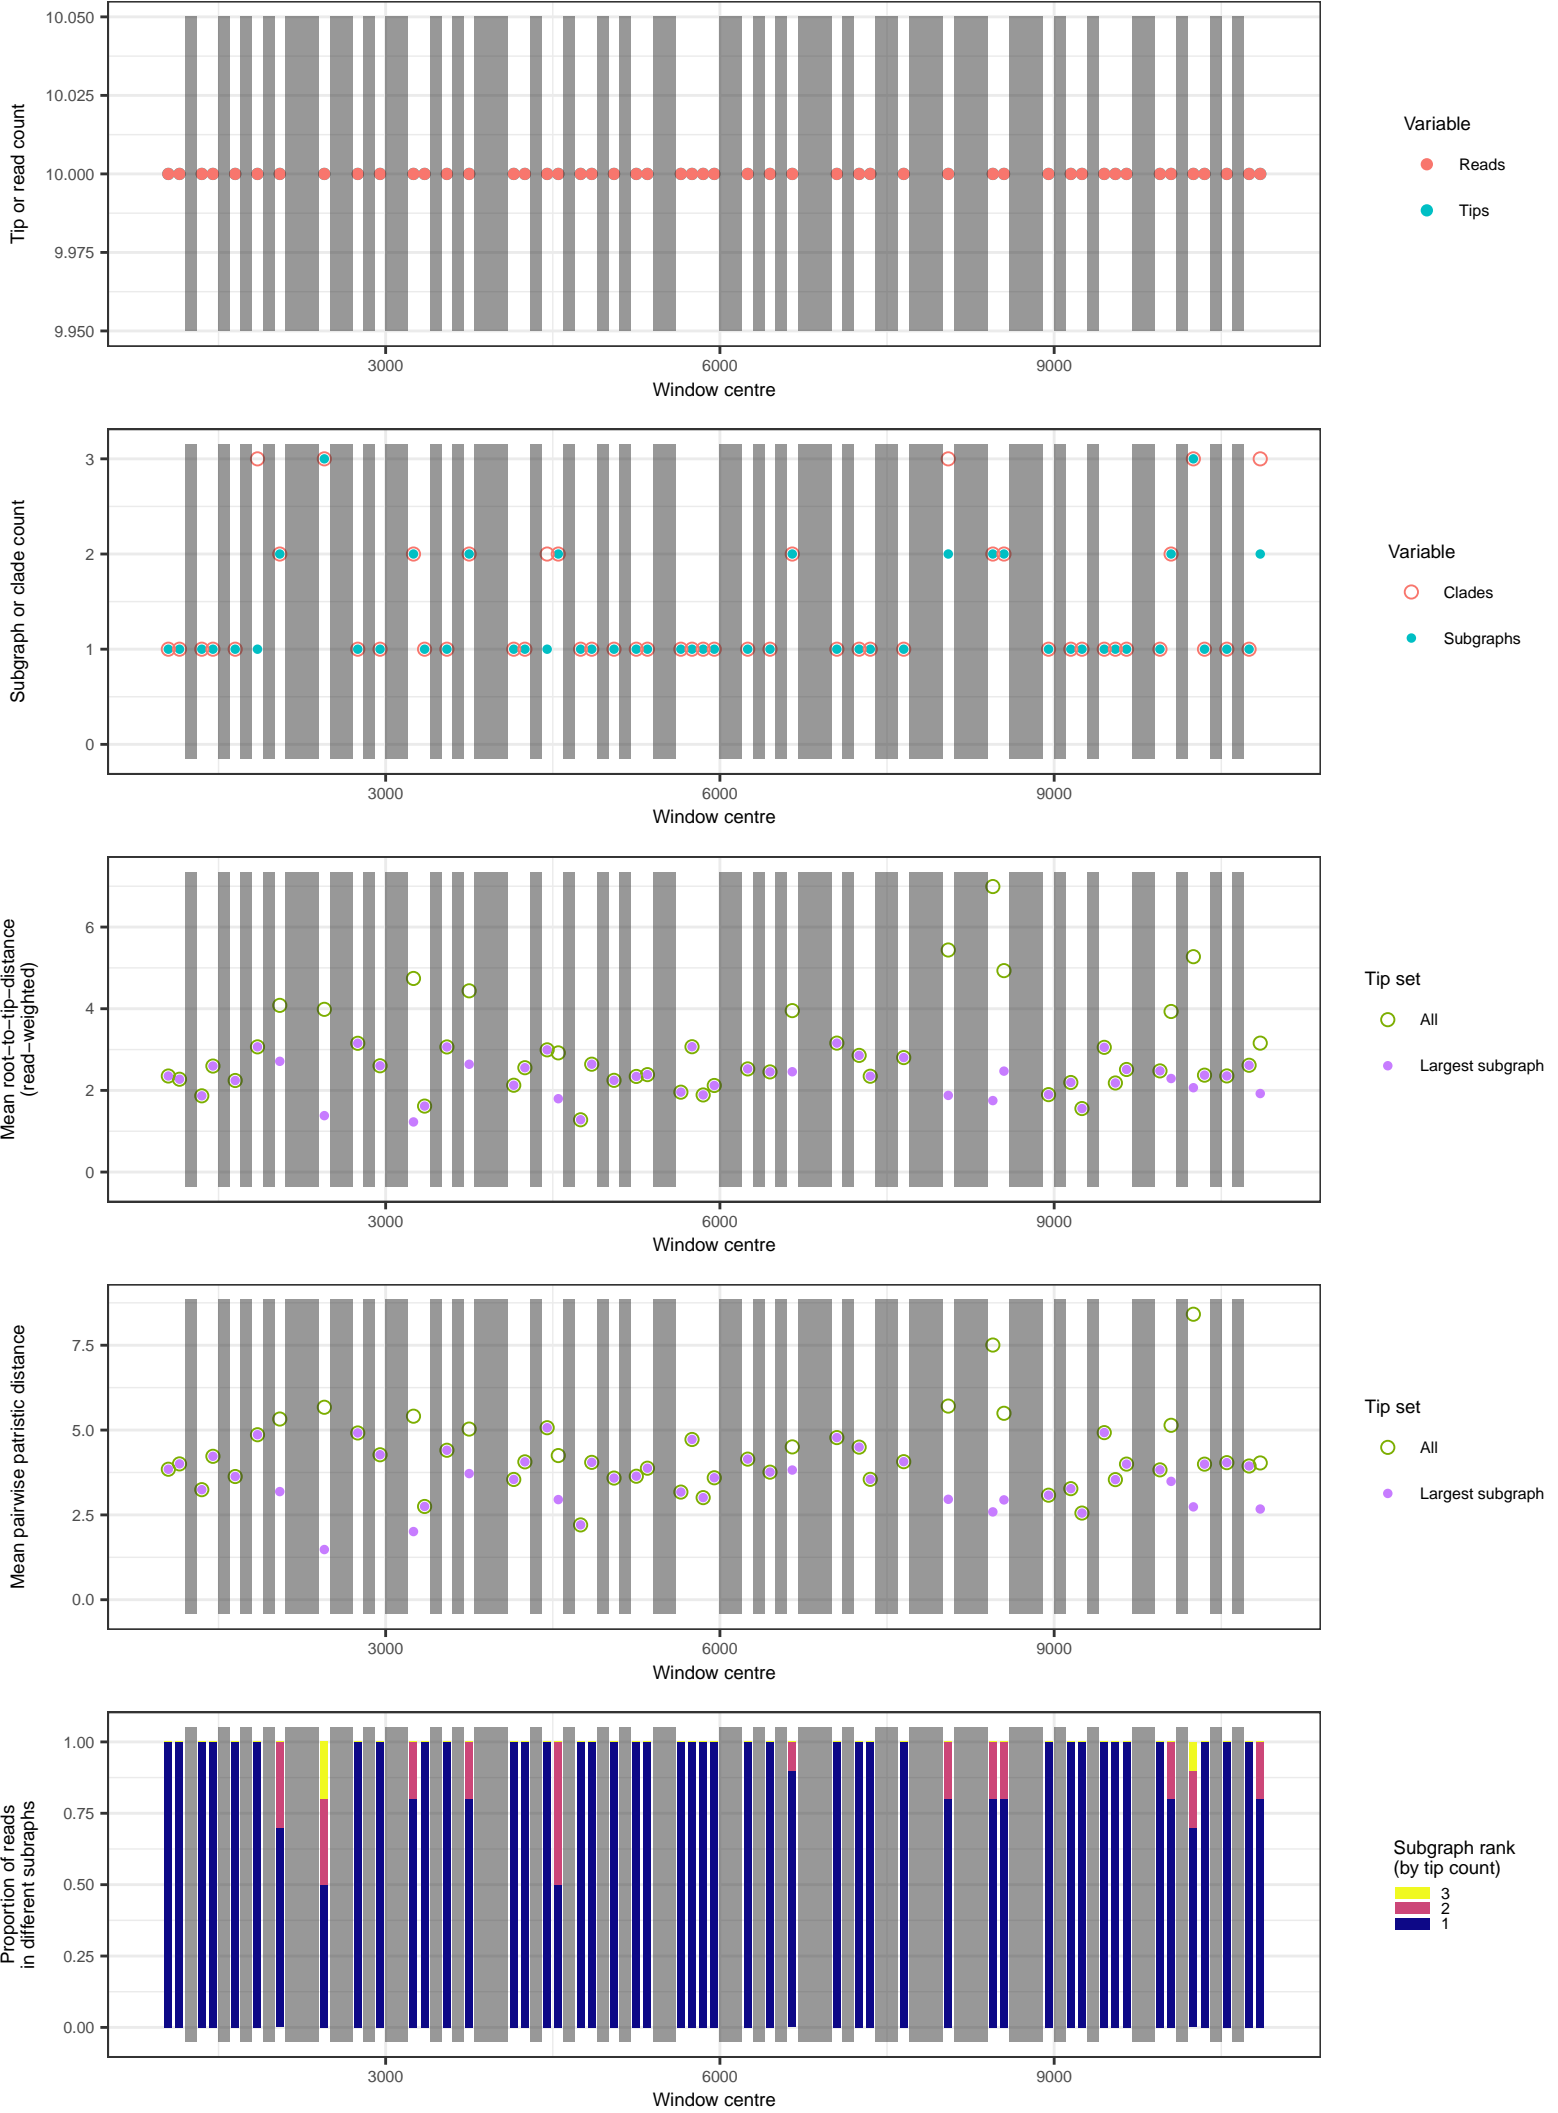 10.050
10.025
10.000
9.975
9.950
Tip or read count
3000
6000
9000
Window centre
Variable
Reads
Tips
3
2
1
0
Subgraph or clade count
3000
6000
9000
Window centre
Variable
Clades
Subgraphs
6
4
2
0
Mean root−to−tip−distance
(read−weighted)
3000
6000
9000
Window centre
Tip set
All
Largest subgraph
7.5
5.0
2.5
0.0
Mean pairwise patristic distance
3000
6000
9000
Window centre
Tip set
All
Largest subgraph
1.00
0.75
0.50
0.25
0.00
Proportion of reads
in different subraphs
3000
6000
9000
Window centre
Subgraph rank
(by tip count)
3
2
1